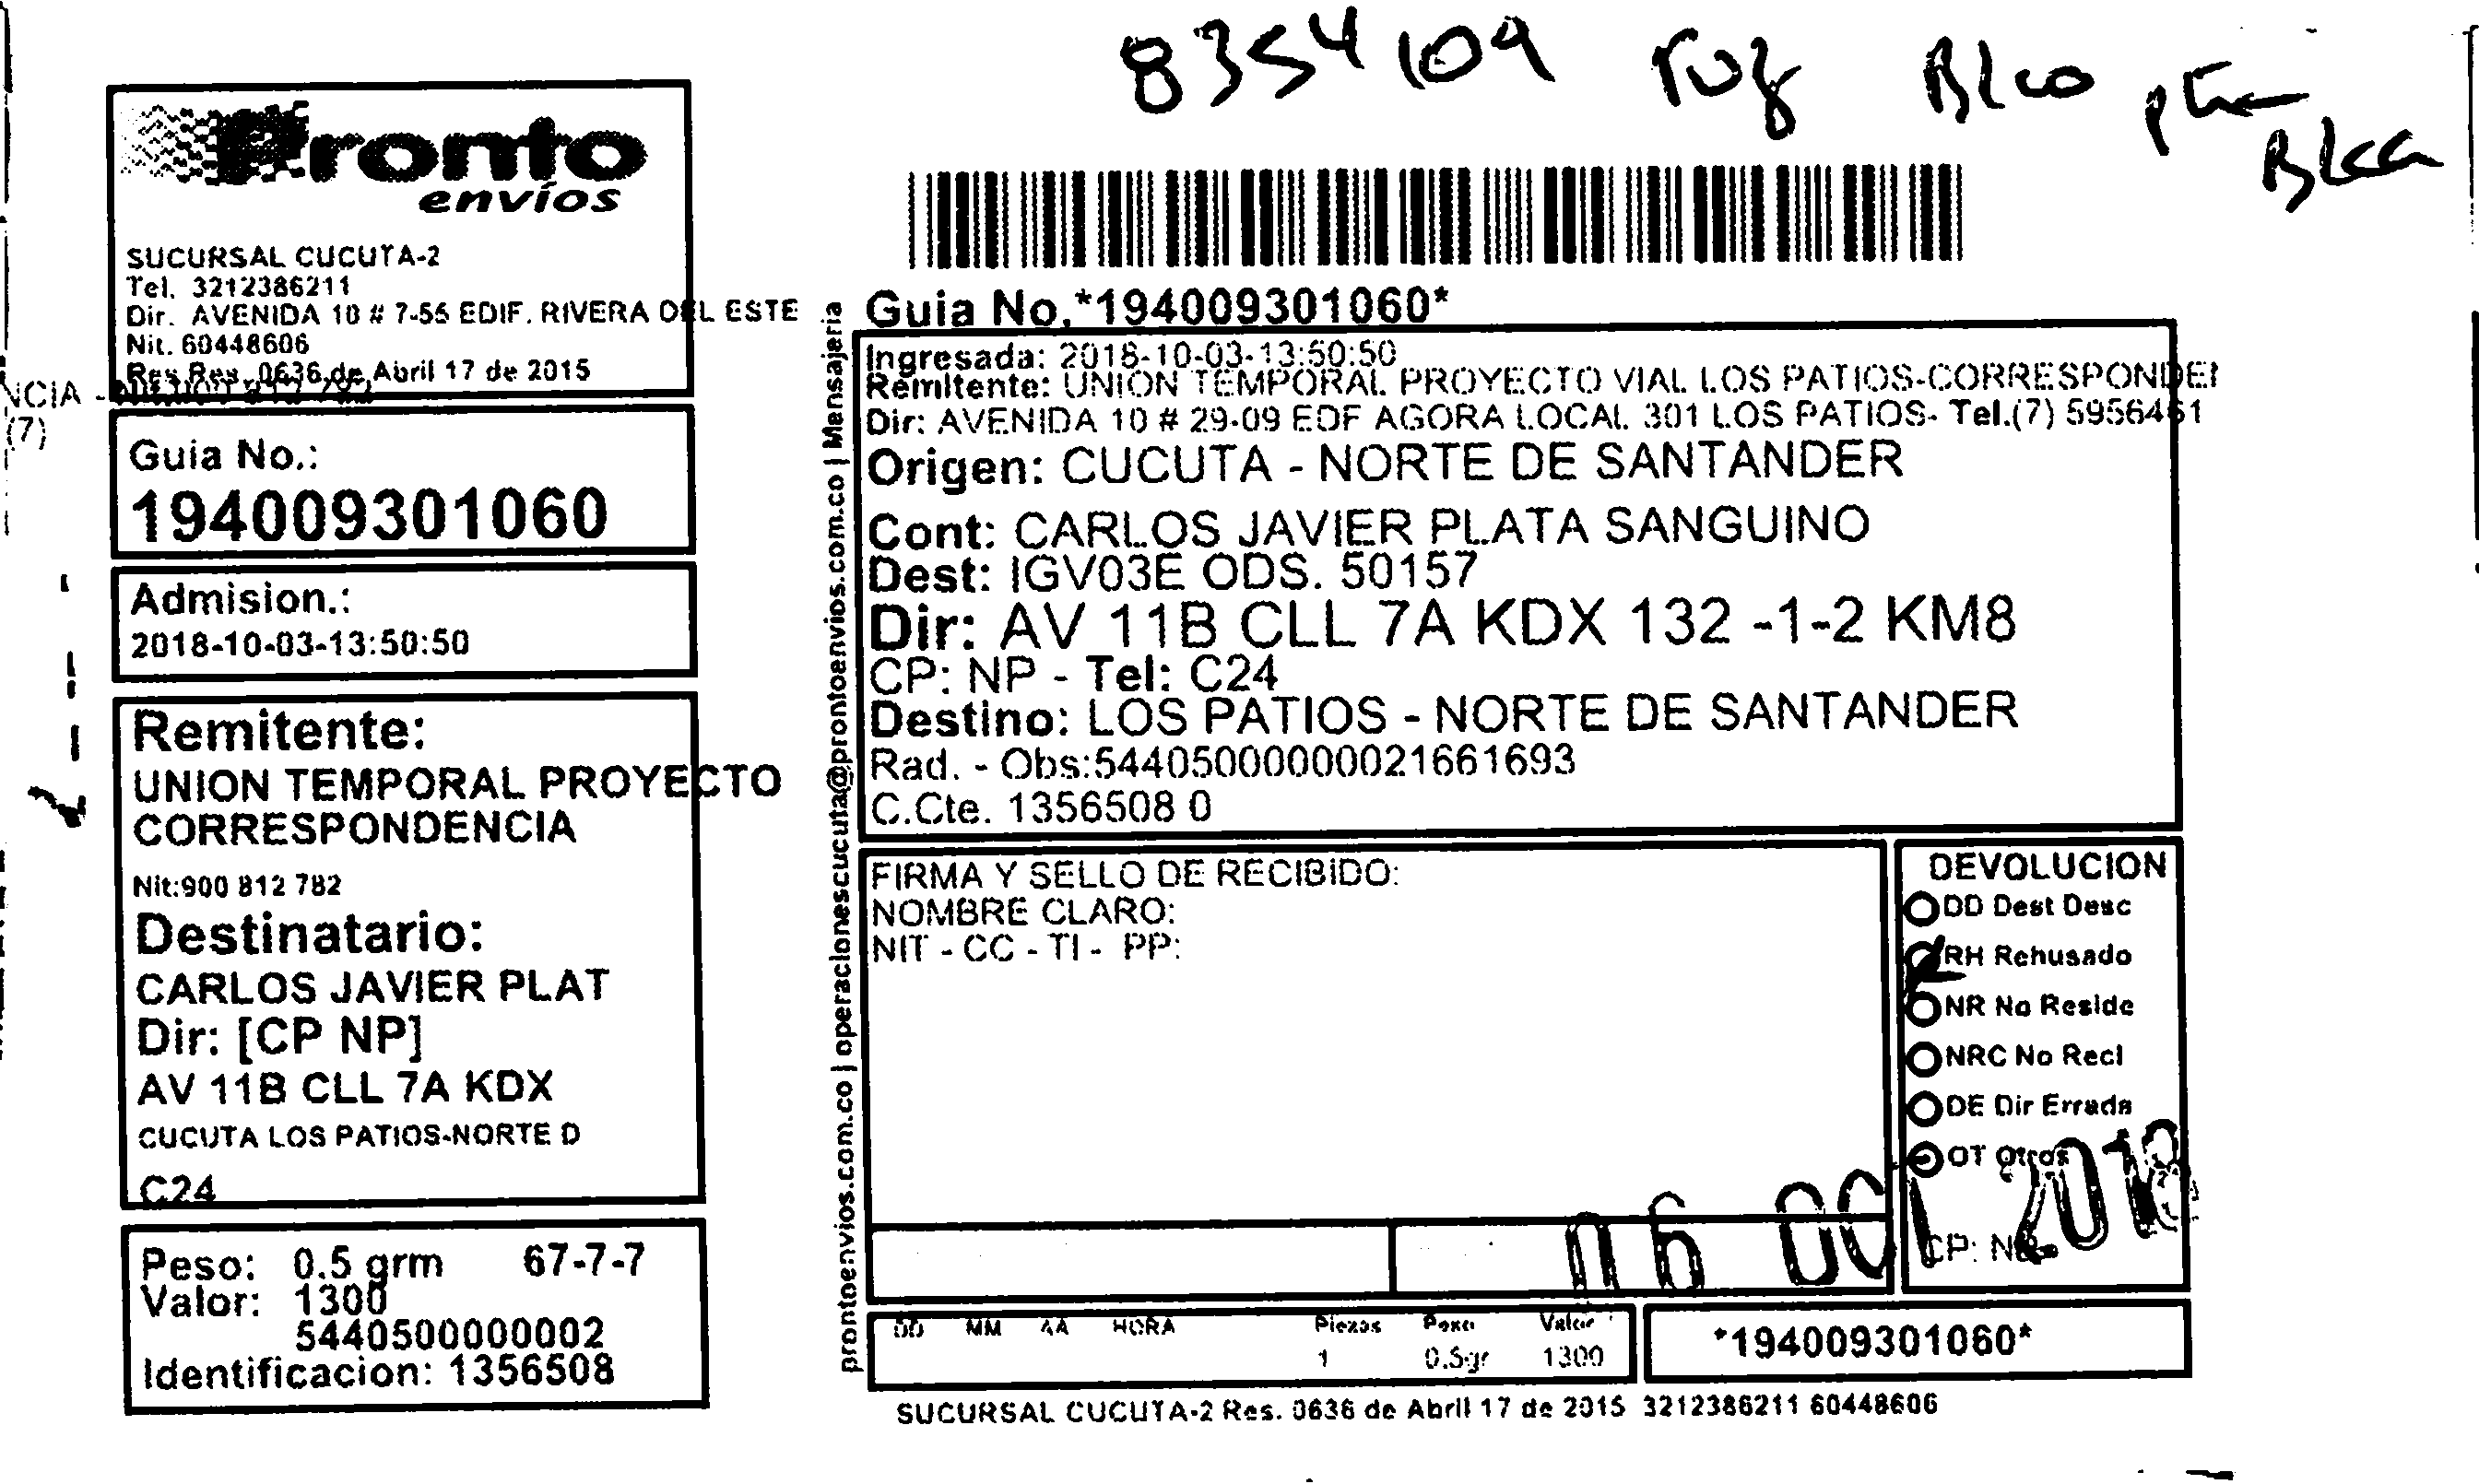 8354109 Blco
Pronto
envíos
SUCURSAL CUCUTA-2
Tel. 3212386211
Dir. AVENIDA 10 # 7-55 EDIF. RIVERA DEL ESTE
Nit. 60448606
Res Res. 0636 de Abril 17 de 2015
NCIA -
(7)
Guia No.:
194009301060
Admision.:
2018-10-03-13:50:50
Remitente:
UNION TEMPORAL PROYECTO
CORRESPONDENCIA
Nit:900 812 782
Destinatario:
CARLOS JAVIER PLAT
Dir: [CP NP]
AV 11B CLL 7A KDX
CUCUTA LOS PATIOS-NORTE D
C24
Peso: 0.5 grm 67-7-7
Valor: 1300
5440500000002
Identificacion: 1356508
prontoenvios.com.co | operacionescucuta@prontoenvios.com.co | Mensajeria
Guia No.*194009301060*
Ingresada: 2018-10-03-13:50:50
Remitente: UNION TEMPORAL PROYECTO VIAL LOS PATIOS-CORRESPONDEN
Dir: AVENIDA 10 # 29-09 EDF AGORA LOCAL 301 LOS PATIOS- Tel.(7) 5956461
Origen: CUCUTA - NORTE DE SANTANDER
Cont: CARLOS JAVIER PLATA SANGUINO
Dest: IGV03E ODS. 50157
Dir: AV 11B CLL 7A KDX 132 -1-2 KM8
CP: NP - Tel: C24
Destino: LOS PATIOS - NORTE DE SANTANDER
Rad. - Obs:5440500000000021661693
C.Cte. 1356508 0
FIRMA Y SELLO DE RECIBIDO:
NOMBRE CLARO:
NIT - CC - TI - PP:
DEVOLUCION
DD Dest Desc
RH Rehusado
NR No Reside
NRC No Recl
DE Dir Errada
OT Otros
06 OCT 2018
CP: NP
DD MM AA HORA Piezas Peso Valor
1 0.5gr 1300
*194009301060*
SUCURSAL CUCUTA-2 Res. 0636 de Abril 17 de 2015 3212386211 60448606